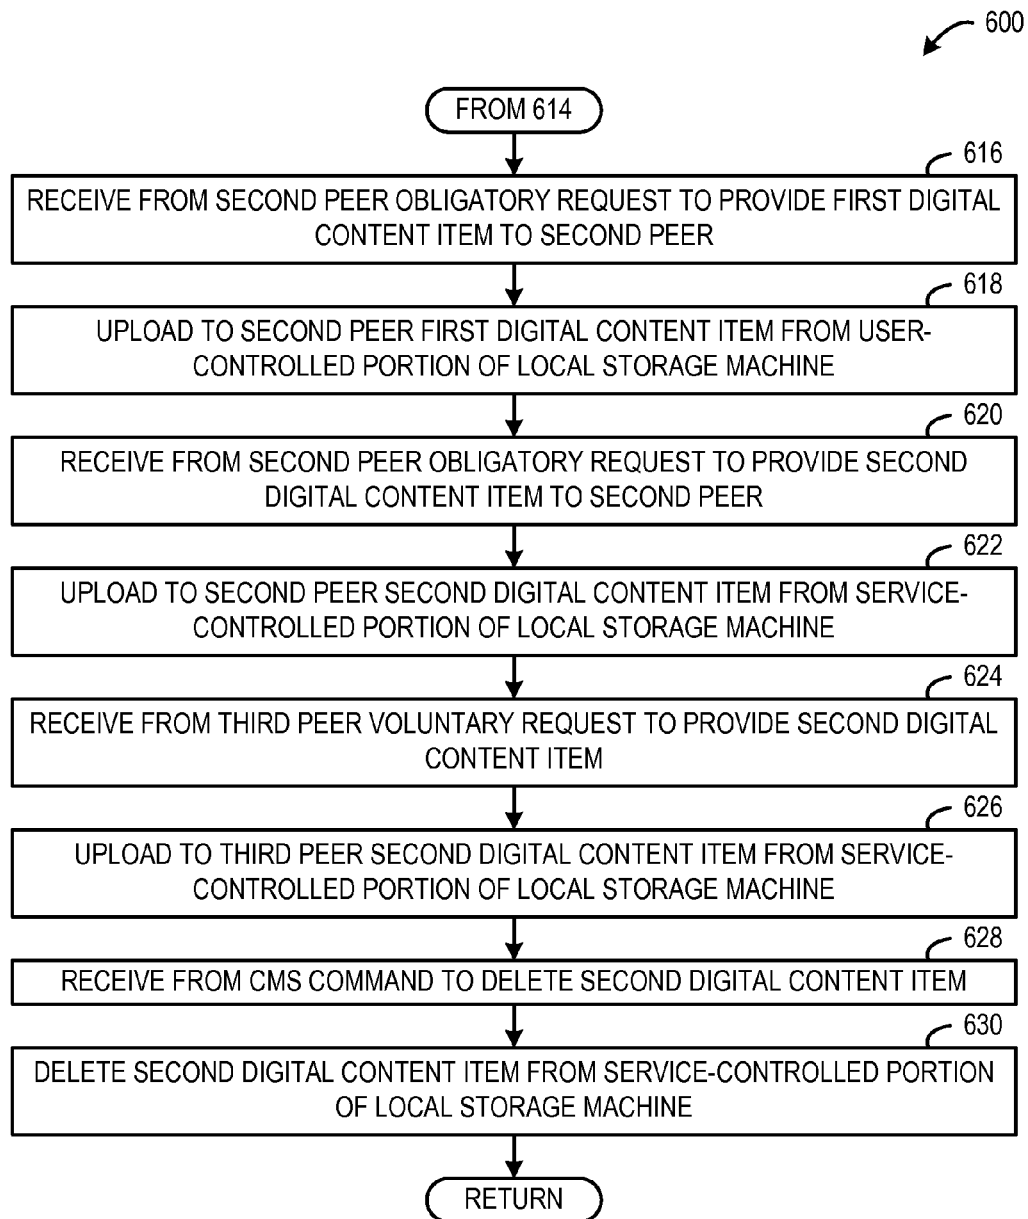 600
FROM 614
616
RECEIVE FROM SECOND PEER OBLIGATORY REQUEST TO PROVIDE FIRST DIGITAL
CONTENT ITEM TO SECOND PEER
618
UPLOAD TO SECOND PEER FIRST DIGITAL CONTENT ITEM FROM USER-
CONTROLLED PORTION OF LOCAL STORAGE MACHINE
620
RECEIVE FROM SECOND PEER OBLIGATORY REQUEST TO PROVIDE SECOND
DIGITAL CONTENT ITEM TO SECOND PEER
622
UPLOAD TO SECOND PEER SECOND DIGITAL CONTENT ITEM FROM SERVICE-
CONTROLLED PORTION OF LOCAL STORAGE MACHINE
624
RECEIVE FROM THIRD PEER VOLUNTARY REQUEST TO PROVIDE SECOND DIGITAL
CONTENT ITEM
626
UPLOAD TO THIRD PEER SECOND DIGITAL CONTENT ITEM FROM SERVICE-
CONTROLLED PORTION OF LOCAL STORAGE MACHINE
628
RECEIVE FROM CMS COMMAND TO DELETE SECOND DIGITAL CONTENT ITEM
630
DELETE SECOND DIGITAL CONTENT ITEM FROM SERVICE-CONTROLLED PORTION
OF LOCAL STORAGE MACHINE
RETURN